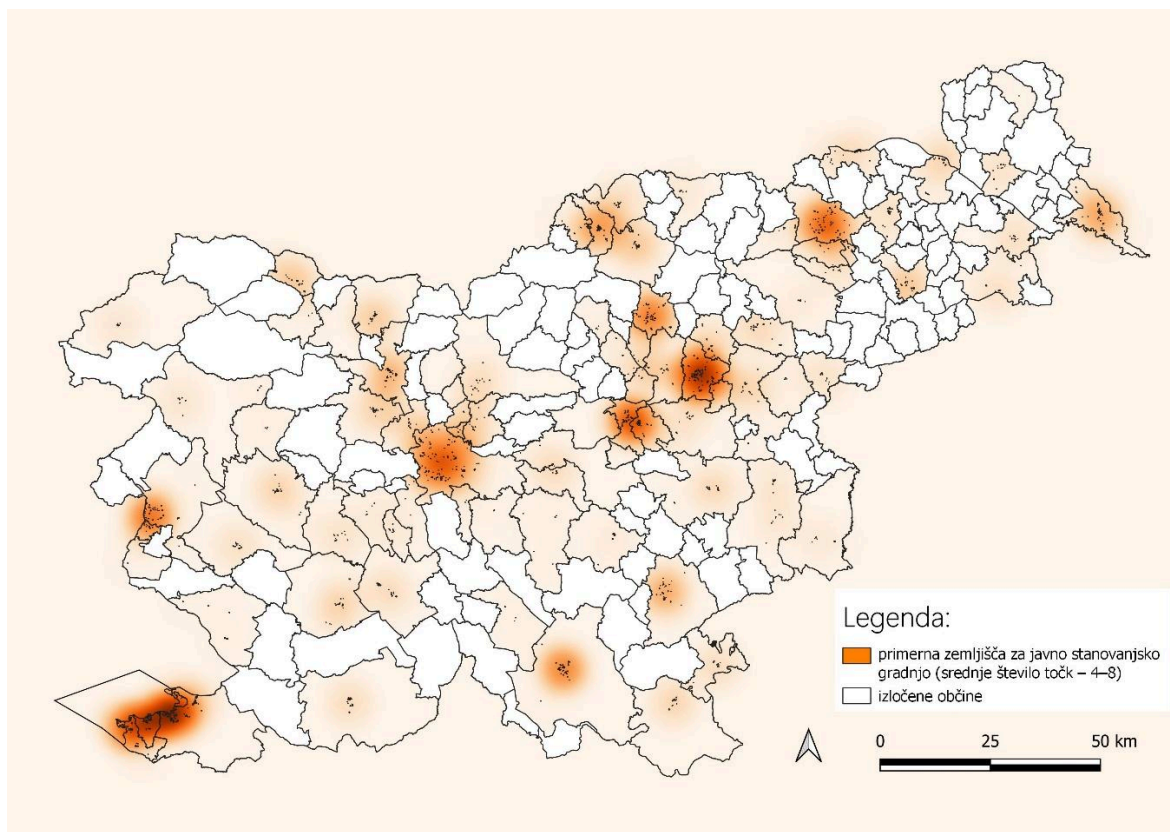 Legenda:
primerna zemljišča za javno stanovanjsko
gradnjo (srednje število točk – 4–8)
izločene občine
0 25 50 km